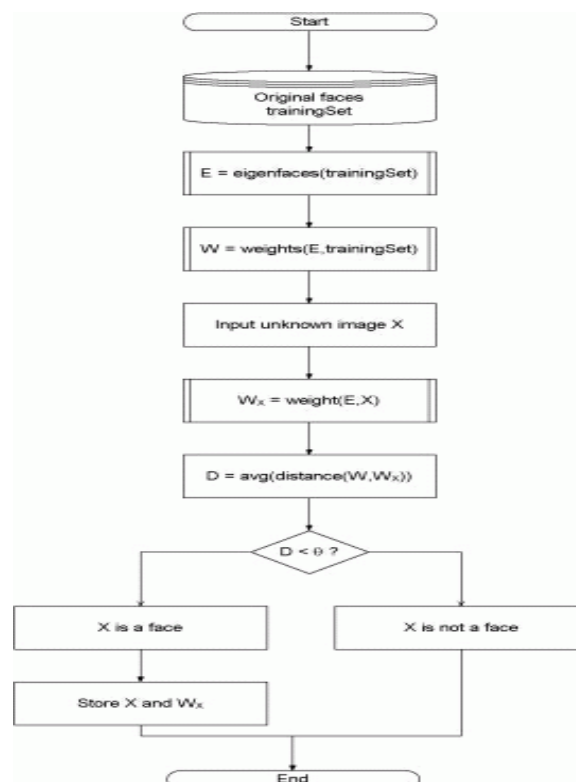 Start
Original faces
trainingSet
E = eigenfaces(trainingSet)
W = weights(E,trainingSet)
Input unknown image X
Wₓ = weight(E,X)
D = avg(distance(W,Wₓ))
D < θ ?
X is a face
X is not a face
Store X and Wₓ
End